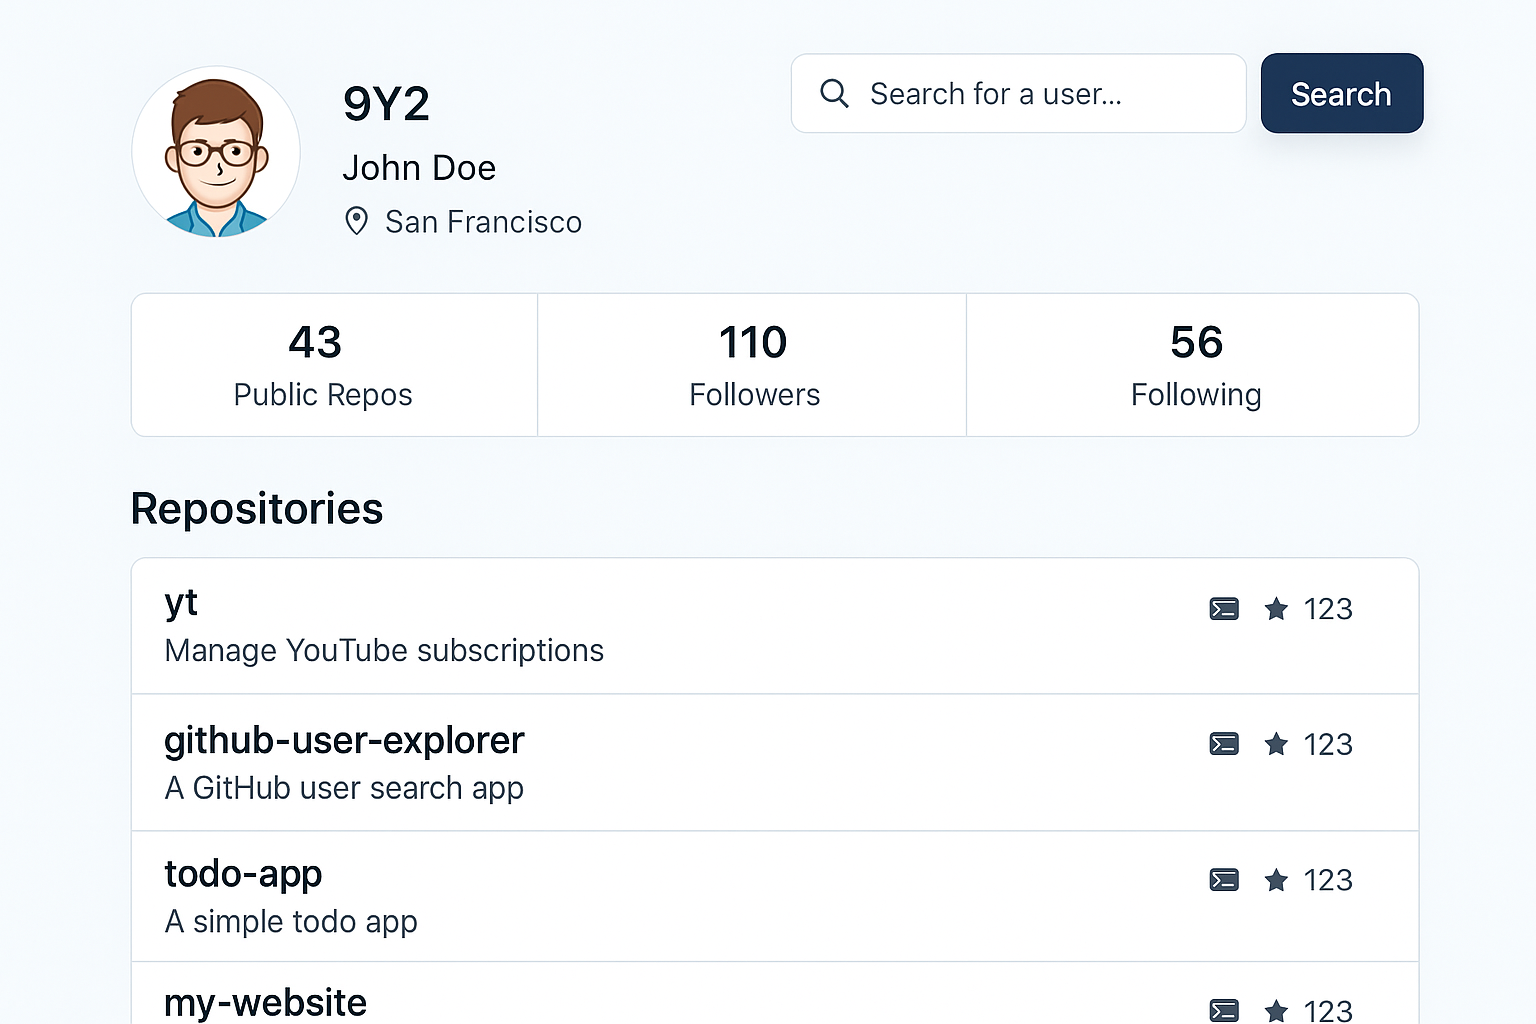 9Y2
John Doe
San Francisco
Search for a user...
Search
43
Public Repos
110
Followers
56
Following
Repositories
yt
123
Manage YouTube subscriptions
github-user-explorer
123
A GitHub user search app
todo-app
123
A simple todo app
my-website
123